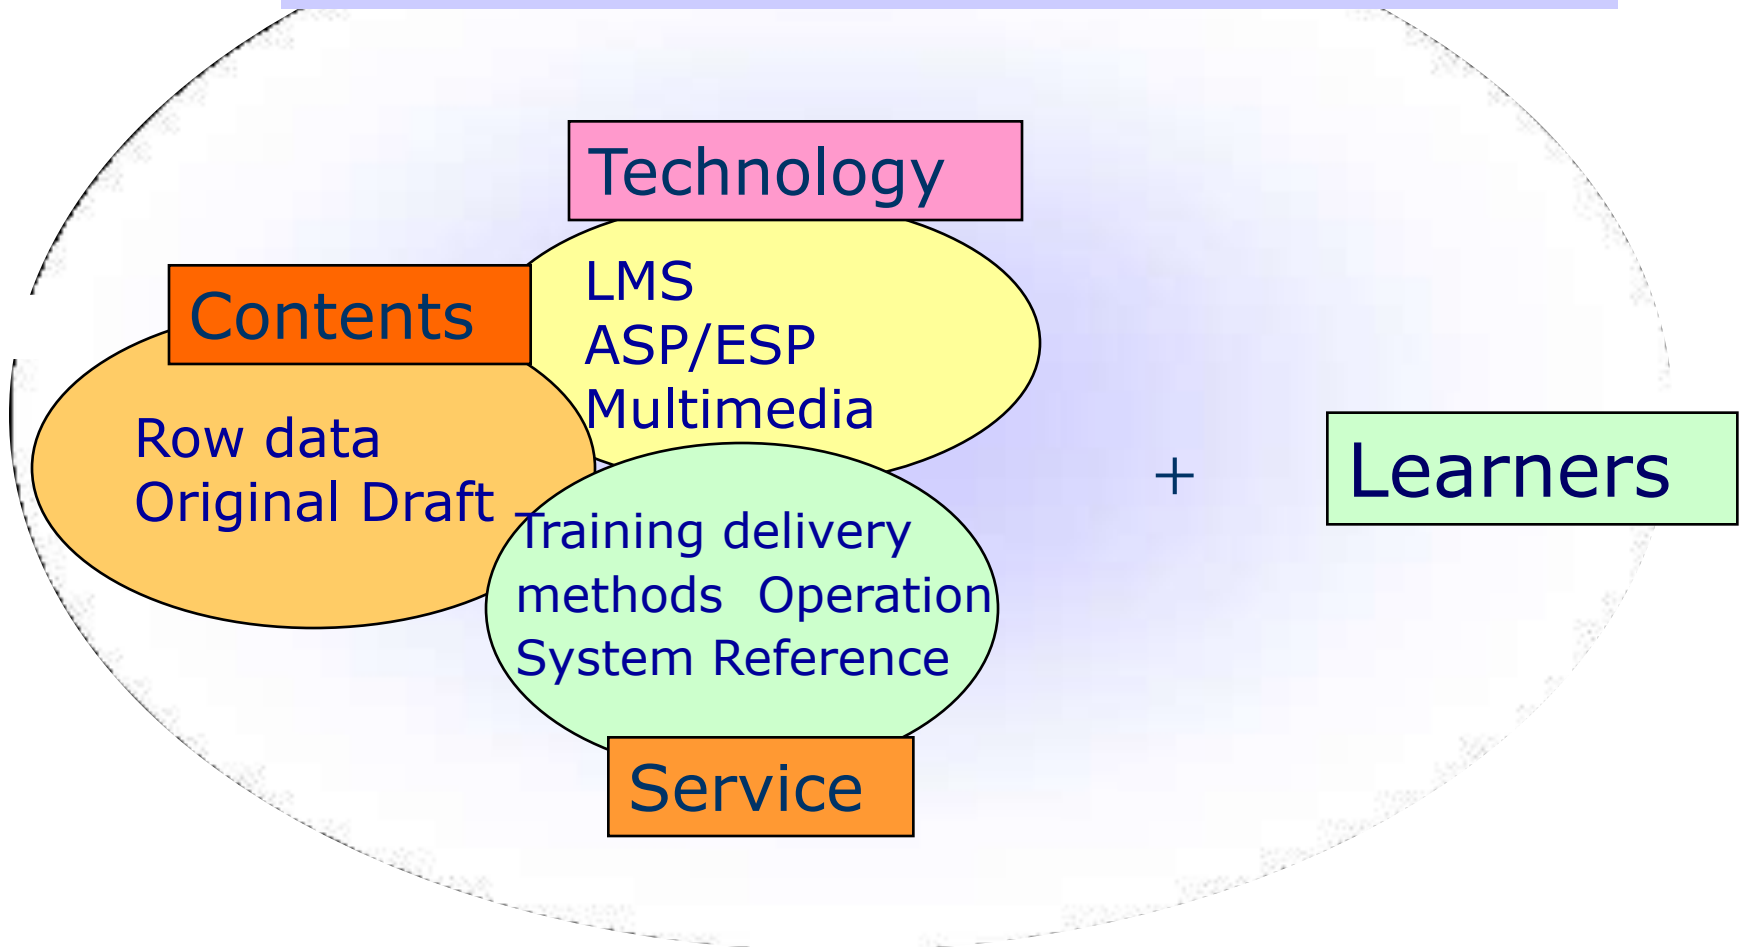 Technology
LMS
ASP/ESP
Multimedia
Contents
Row data
Original Draft
Training delivery
methods  Operation
System Reference
Service
+
Learners